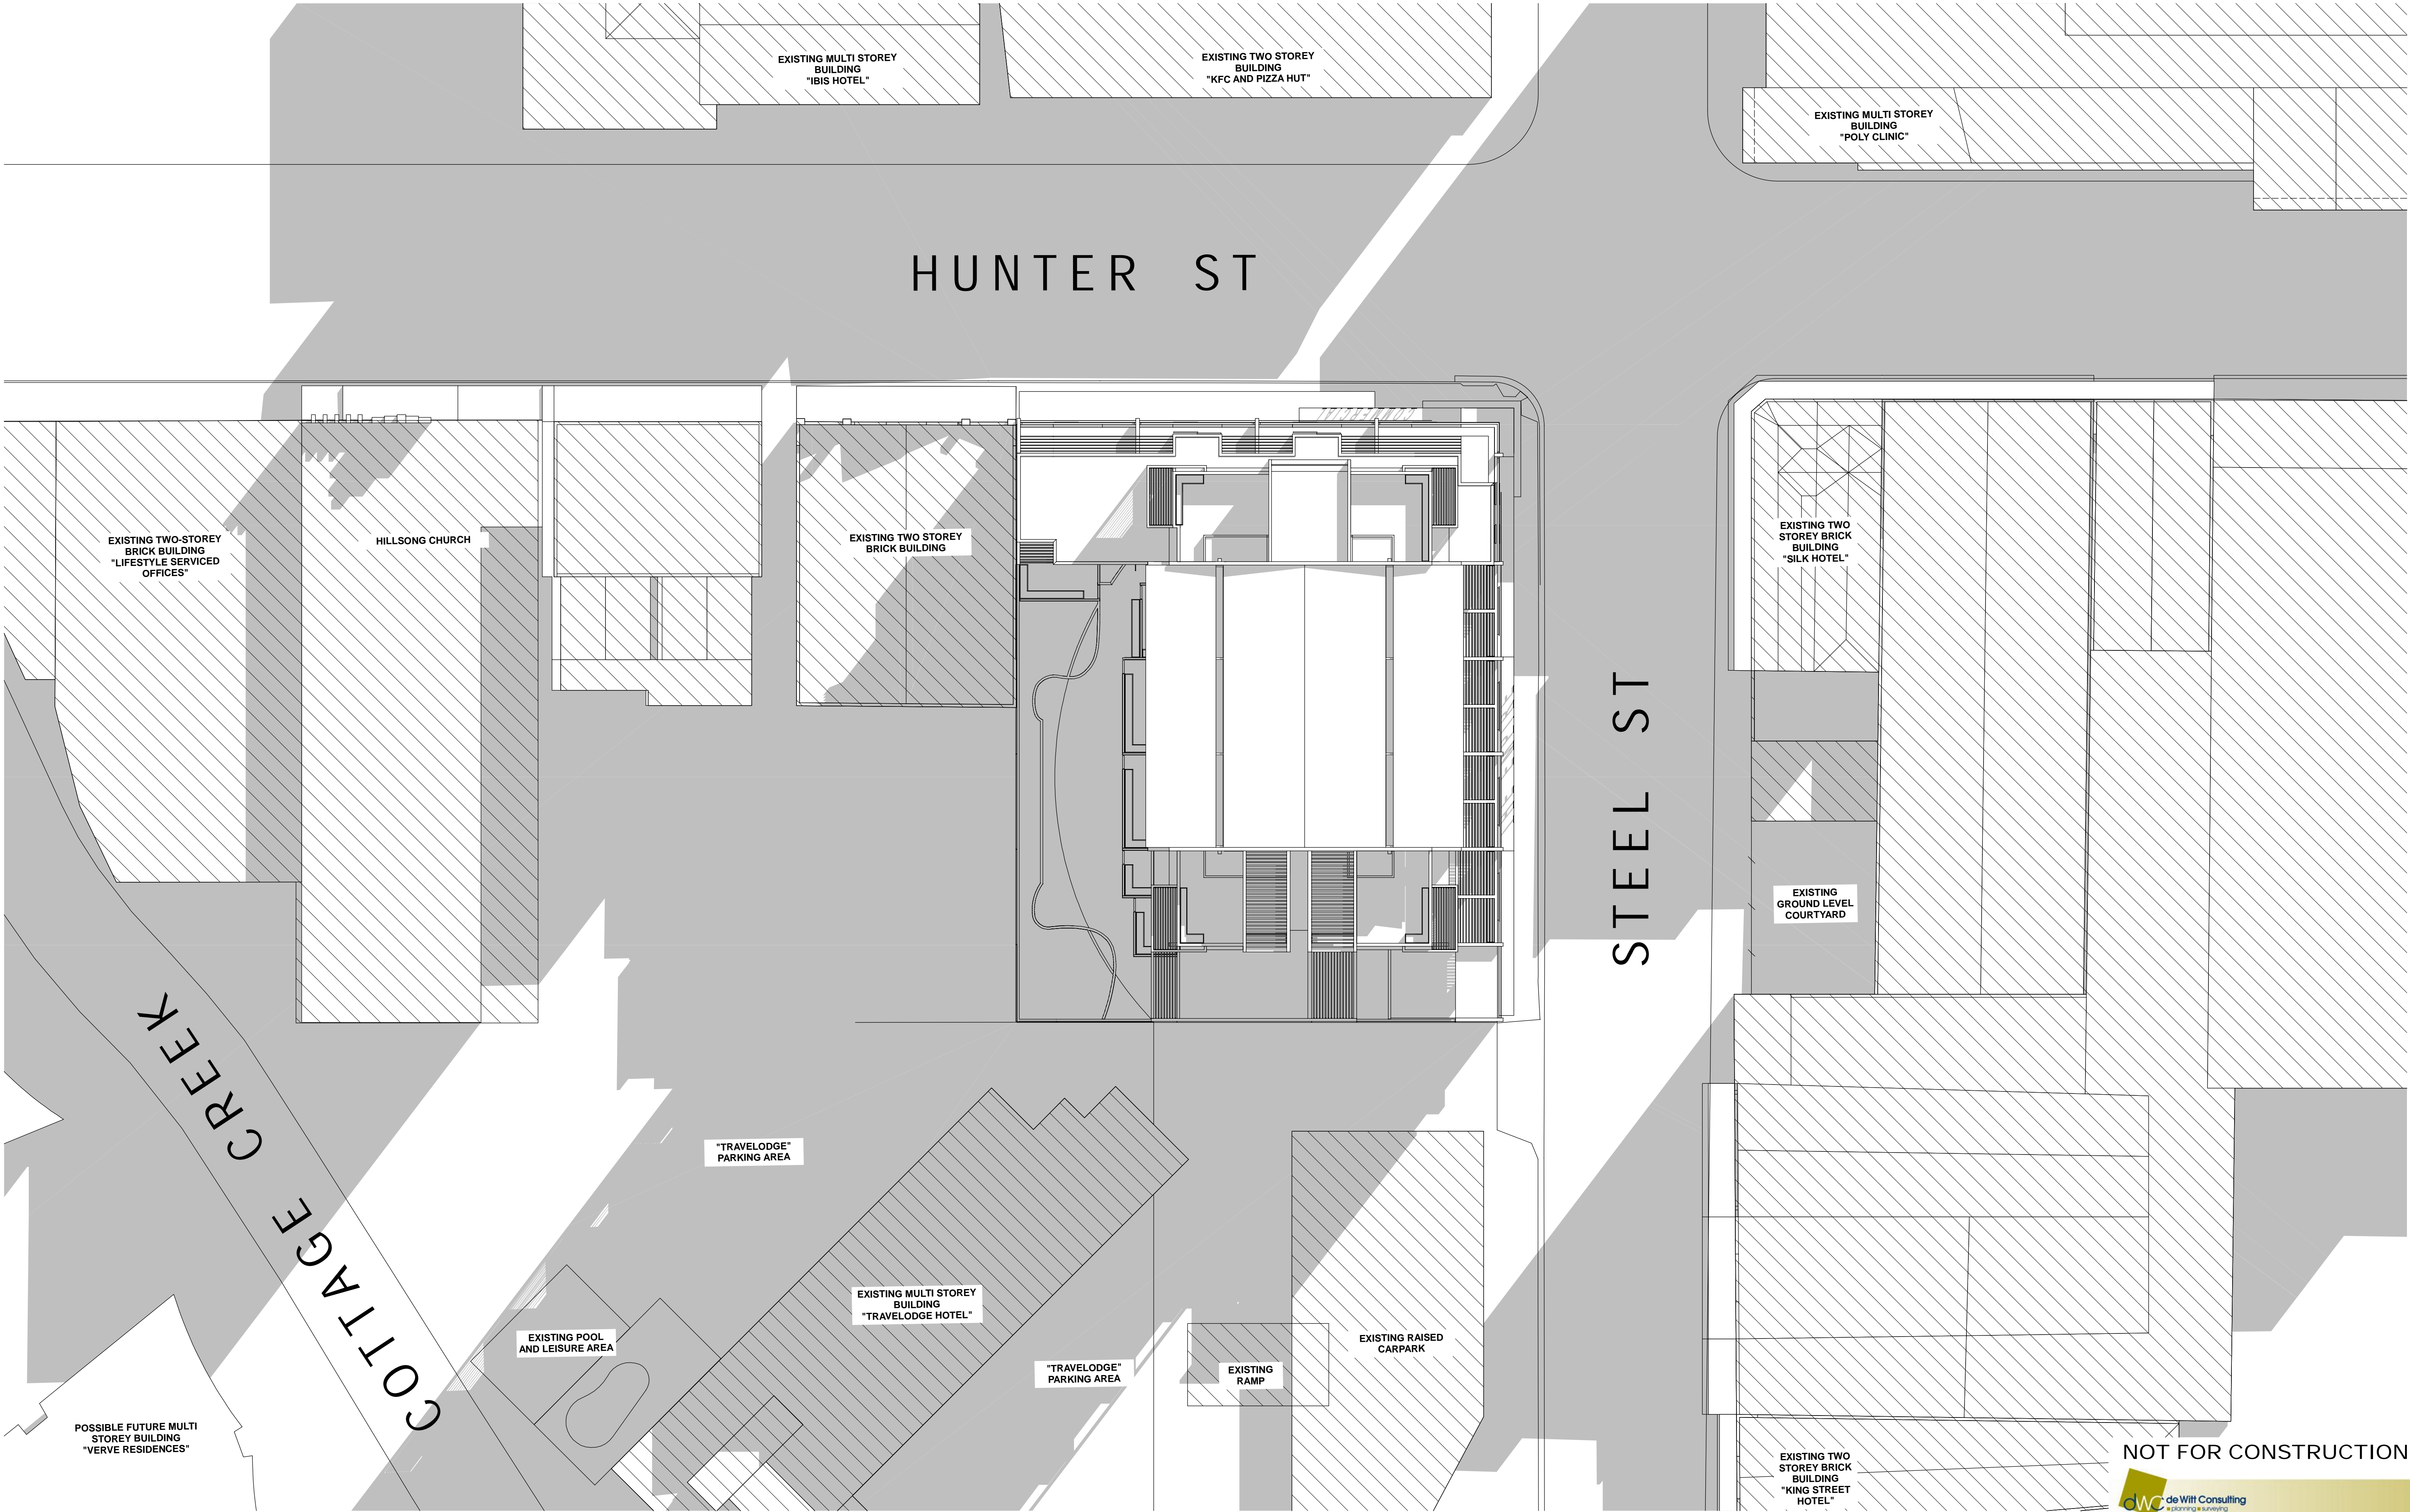 EXISTING MULTI STOREY
BUILDING
"IBIS HOTEL"
EXISTING TWO STOREY
BUILDING
"KFC AND PIZZA HUT"
EXISTING MULTI STOREY
BUILDING
"POLY CLINIC"
HUNTER ST
EXISTING TWO-STOREY
BRICK BUILDING
"LIFESTYLE SERVICED
OFFICES"
HILLSONG CHURCH
EXISTING TWO STOREY
BRICK BUILDING
EXISTING TWO
STOREY BRICK
BUILDING
"SILK HOTEL"
STEEL ST
EXISTING
GROUND LEVEL
COURTYARD
COTTAGE CREEK
"TRAVELODGE"
PARKING AREA
EXISTING MULTI STOREY
BUILDING
"TRAVELODGE HOTEL"
EXISTING POOL
AND LEISURE AREA
"TRAVELODGE"
PARKING AREA
EXISTING
RAMP
EXISTING RAISED
CARPARK
POSSIBLE FUTURE MULTI
STOREY BUILDING
"VERVE RESIDENCES"
EXISTING TWO
STOREY BRICK
BUILDING
"KING STREET
HOTEL"
NOT FOR CONSTRUCTION
dWC de Witt Consulting
planning surveying